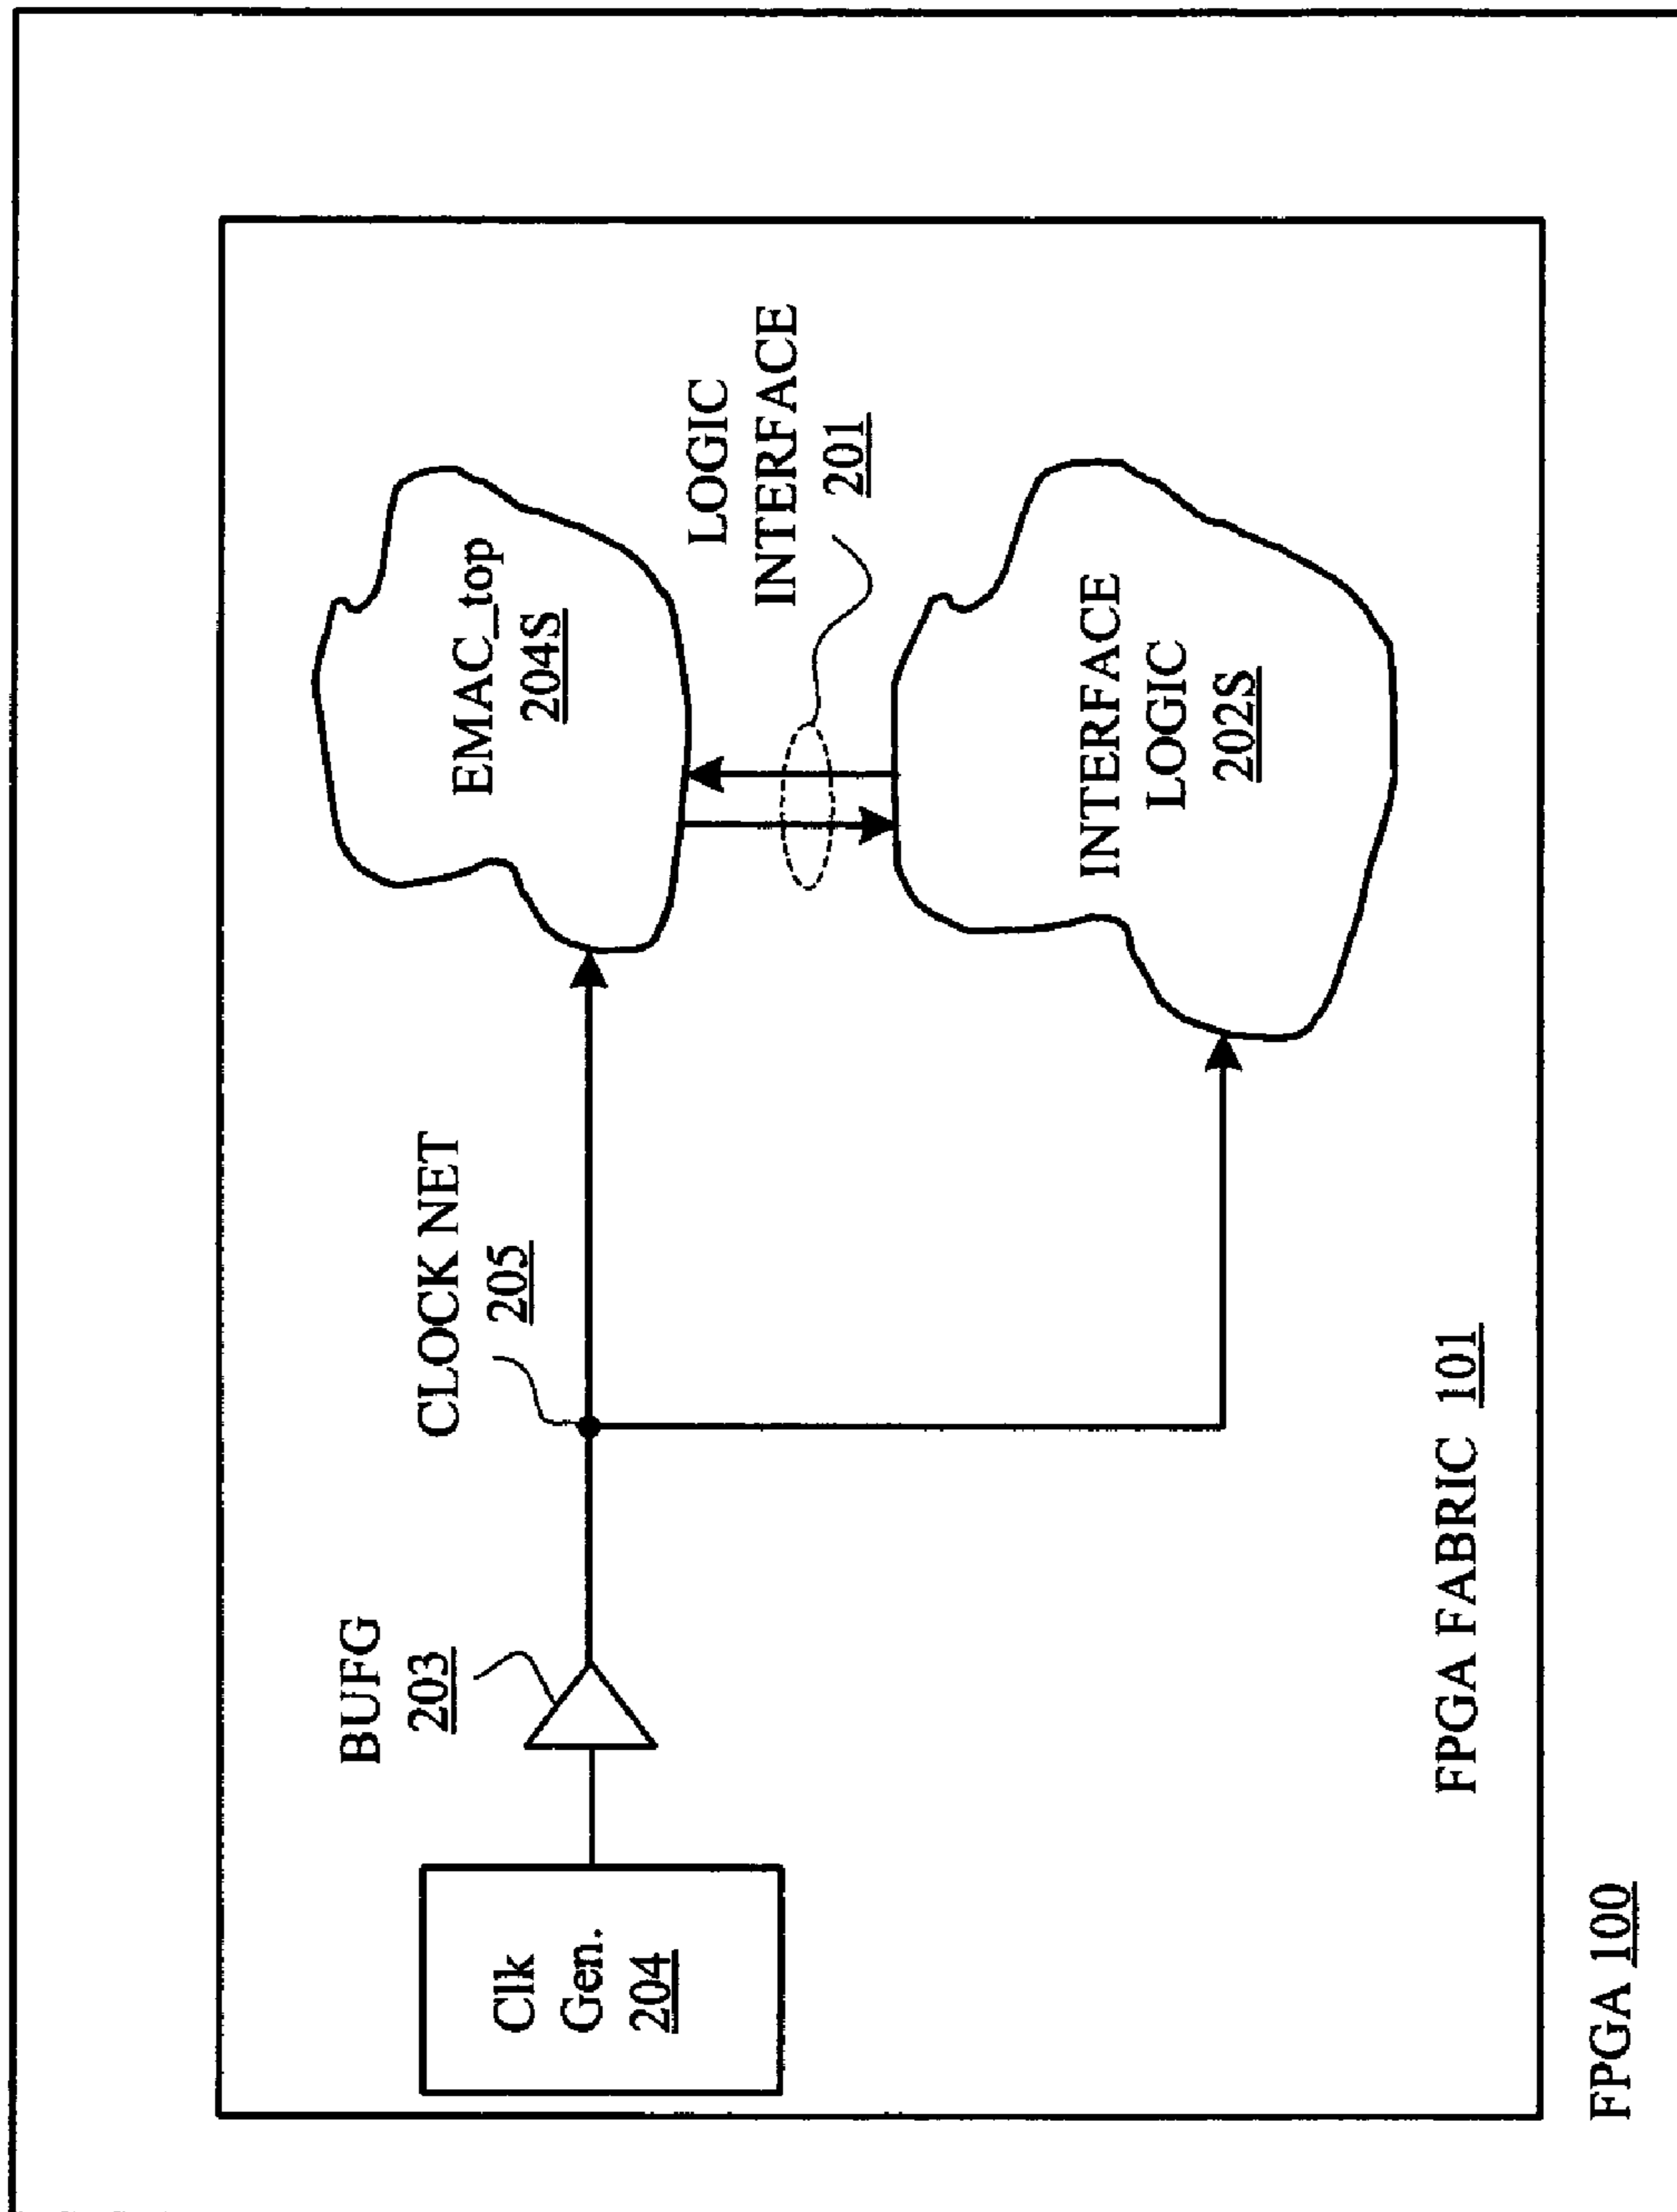 BUFG
203
CLOCK NET
205
EMAC_top
204S
LOGIC
INTERFACE
201
Clk
Gen.
204
INTERFACE
LOGIC
202S
FPGA FABRIC 101
FPGA 100